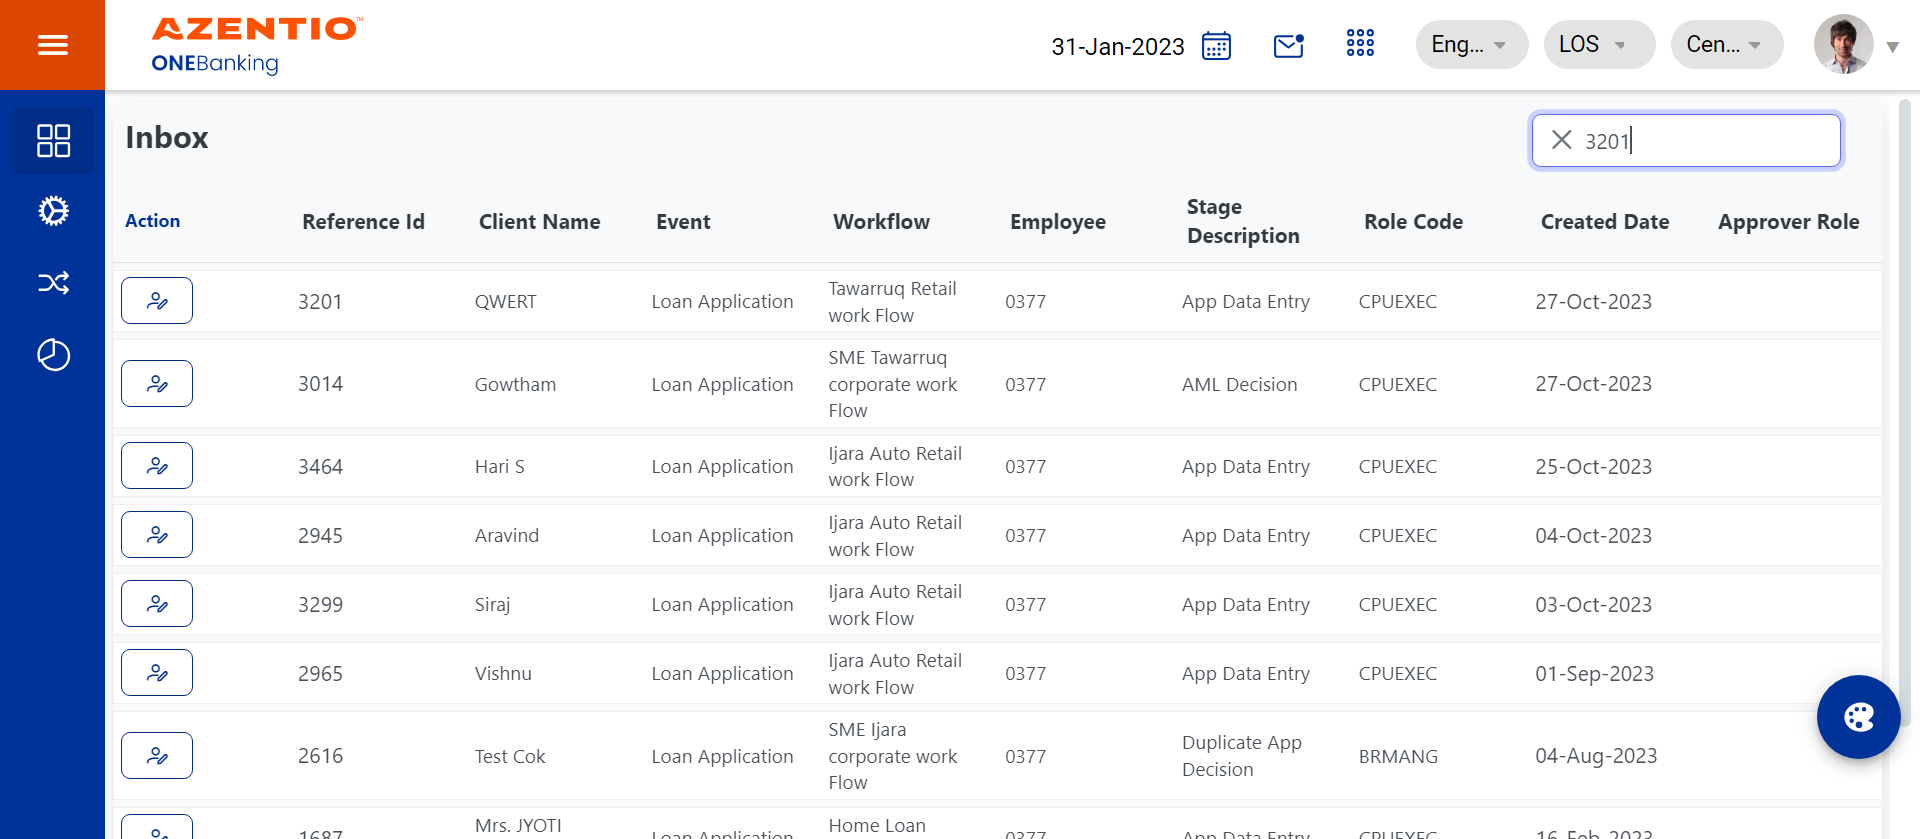 AZENTIO™
ONEBanking
31-Jan-2023
Eng...
LOS
Cen...
Inbox
3201
Action Reference Id Client Name Event Workflow Employee Stage Description Role Code Created Date Approver Role
3201 QWERT Loan Application Tawarruq Retail work Flow 0377 App Data Entry CPUEXEC 27-Oct-2023
3014 Gowtham Loan Application SME Tawarruq corporate work Flow 0377 AML Decision CPUEXEC 27-Oct-2023
3464 Hari S Loan Application Ijara Auto Retail work Flow 0377 App Data Entry CPUEXEC 25-Oct-2023
2945 Aravind Loan Application Ijara Auto Retail work Flow 0377 App Data Entry CPUEXEC 04-Oct-2023
3299 Siraj Loan Application Ijara Auto Retail work Flow 0377 App Data Entry CPUEXEC 03-Oct-2023
2965 Vishnu Loan Application Ijara Auto Retail work Flow 0377 App Data Entry CPUEXEC 01-Sep-2023
2616 Test Cok Loan Application SME Ijara corporate work Flow 0377 Duplicate App Decision BRMANG 04-Aug-2023
1687 Mrs. JYOTI Loan Application Home Loan 0377 App Data Entry CPUEXEC 16-Feb-2023